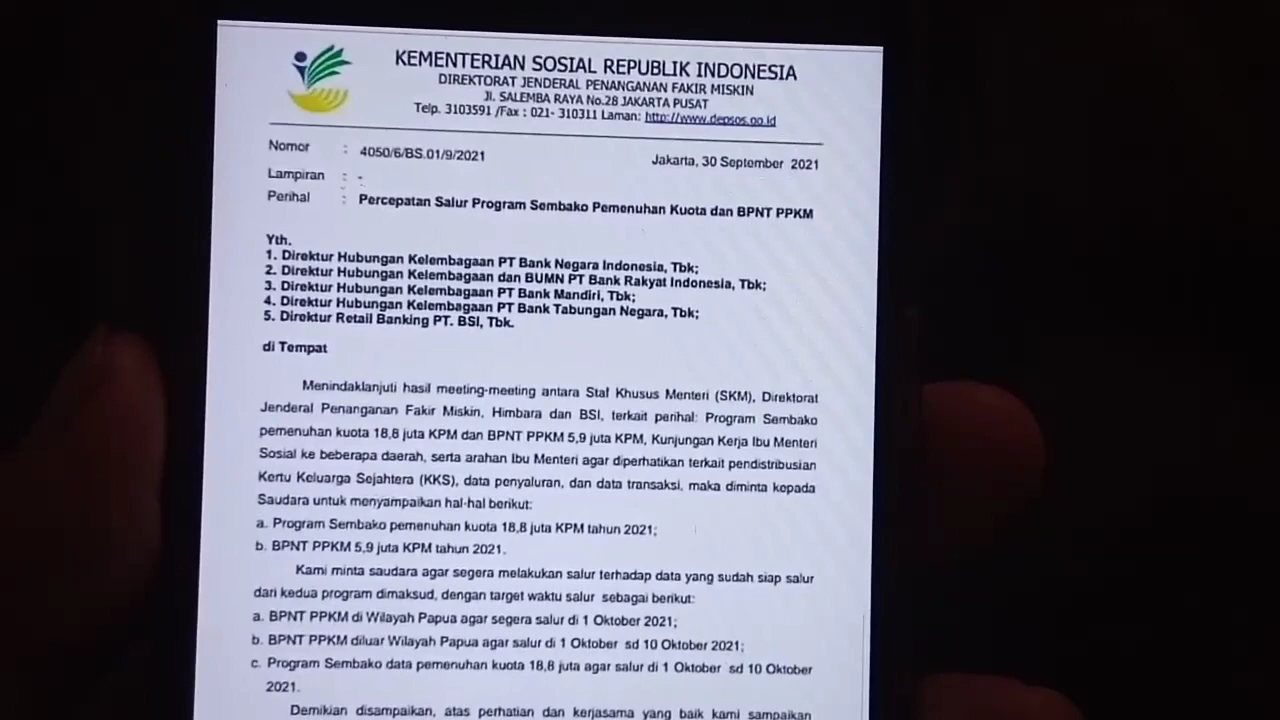 KEMENTERIAN SOSIAL REPUBLIK INDONESIA
DIREKTORAT JENDERAL PENANGANAN FAKIR MISKIN
Jl. SALEMBA RAYA No.28 JAKARTA PUSAT
Telp. 3103591 /Fax : 021- 310311 Laman: http://www.depsos.go.id
Nomor : 4050/6/BS.01/9/2021 Jakarta, 30 September 2021
Lampiran : -
Perihal : Percepatan Salur Program Sembako Pemenuhan Kuota dan BPNT PPKM
Yth.
1. Direktur Hubungan Kelembagaan PT Bank Negara Indonesia, Tbk;
2. Direktur Hubungan Kelembagaan dan BUMN PT Bank Rakyat Indonesia, Tbk;
3. Direktur Hubungan Kelembagaan PT Bank Mandiri, Tbk;
4. Direktur Hubungan Kelembagaan PT Bank Tabungan Negara, Tbk;
5. Direktur Retail Banking PT. BSI, Tbk.
di Tempat
Menindaklanjuti hasil meeting-meeting antara Staf Khusus Menteri (SKM), Direktorat
Jenderal Penanganan Fakir Miskin, Himbara dan BSI, terkait perihal: Program Sembako
pemenuhan kuota 18,8 juta KPM dan BPNT PPKM 5,9 juta KPM, Kunjungan Kerja Ibu Menteri
Sosial ke beberapa daerah, serta arahan Ibu Menteri agar diperhatikan terkait pendistribusian
Kartu Keluarga Sejahtera (KKS), data penyaluran, dan data transaksi, maka diminta kepada
Saudara untuk menyampaikan hal-hal berikut:
a. Program Sembako pemenuhan kuota 18,8 juta KPM tahun 2021;
b. BPNT PPKM 5,9 juta KPM tahun 2021.
Kami minta saudara agar segera melakukan salur terhadap data yang sudah siap salur
dari kedua program dimaksud, dengan target waktu salur sebagai berikut:
a. BPNT PPKM di Wilayah Papua agar segera salur di 1 Oktober 2021;
b. BPNT PPKM diluar Wilayah Papua agar salur di 1 Oktober sd 10 Oktober 2021;
c. Program Sembako data pemenuhan kuota 18,8 juta agar salur di 1 Oktober sd 10 Oktober
2021.
Demikian disampaikan, atas perhatian dan kerjasama yang baik kami sampaikan